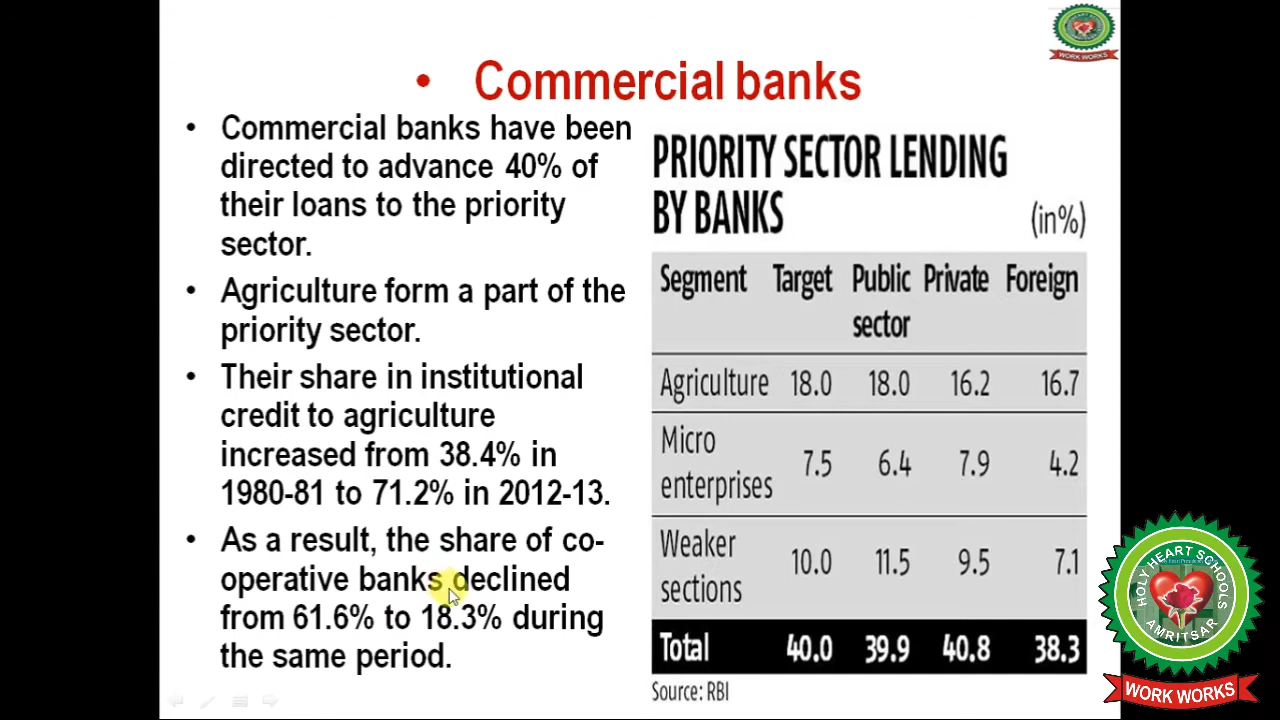 WORK WORKS
• Commercial banks
• Commercial banks have been
directed to advance 40% of
their loans to the priority
sector.
• Agriculture form a part of the
priority sector.
• Their share in institutional
credit to agriculture
increased from 38.4% in
1980-81 to 71.2% in 2012-13.
• As a result, the share of co-
operative banks declined
from 61.6% to 18.3% during
the same period.
PRIORITY SECTOR LENDING
BY BANKS (in%)
Segment Target Public Private Foreign
sector
Agriculture 18.0 18.0 16.2 16.7
Micro
enterprises 7.5 6.4 7.9 4.2
Weaker
sections 10.0 11.5 9.5 7.1
Total 40.0 39.9 40.8 38.3
Source: RBI
HOLY HEART SCHOOLS
AMRITSAR
WORK WORKS